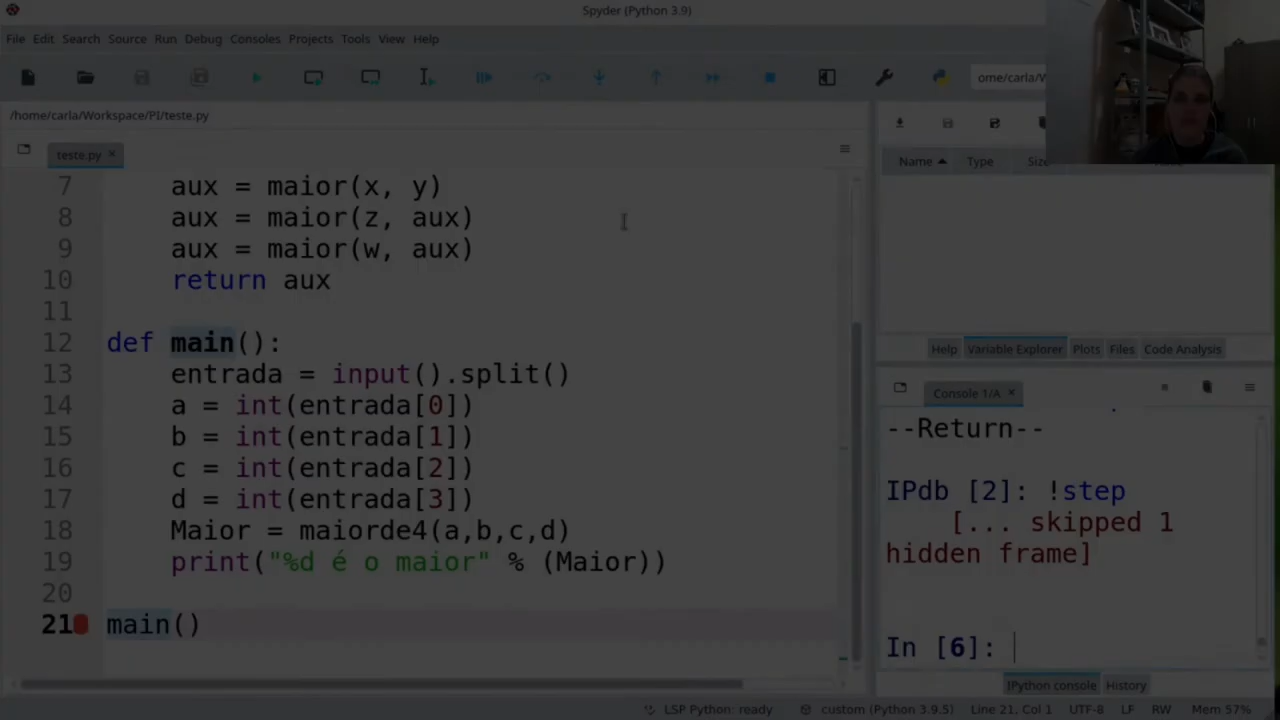 Spyder (Python 3.9)
File Edit Search Source Run Debug Consoles Projects Tools View Help
ome/carla/W
/home/carla/Workspace/PI/teste.py
teste.py
7 aux = maior(x, y)
8 aux = maior(z, aux)
9 aux = maior(w, aux)
10 return aux
11
12 def main():
13 entrada = input().split()
14 a = int(entrada[0])
15 b = int(entrada[1])
16 c = int(entrada[2])
17 d = int(entrada[3])
18 Maior = maiorde4(a,b,c,d)
19 print("%d é o maior" % (Maior))
20
21 main()
Name Type Size
Help Variable Explorer Plots Files Code Analysis
Console 1/A
--Return--
IPdb [2]: !step
[... skipped 1
hidden frame]
In [6]:
IPython console History
LSP Python: ready custom (Python 3.9.5) Line 21, Col 1 UTF-8 LF RW Mem 57%